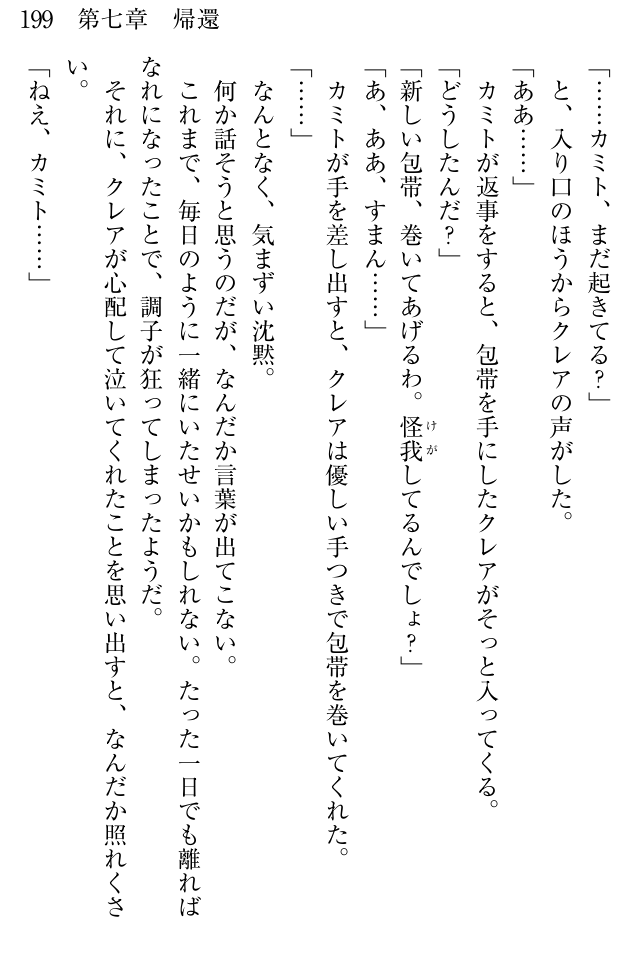 199　第七章　帰還
「……カミト、まだ起きてる？」
　と、入り口のほうからクレアの声がした。
「ああ……」
　カミトが返事をすると、包帯を手にしたクレアがそっと入ってくる。
「どうしたんだ？」
「新しい包帯、巻いてあげるわ。怪我してるんでしょ？」
けが
「あ、ああ、すまん……」
　カミトが手を差し出すと、クレアは優しい手つきで包帯を巻いてくれた。
「……」
　なんとなく、気まずい沈黙。
　何か話そうと思うのだが、なんだか言葉が出てこない。
　これまで、毎日のように一緒にいたせいかもしれない。たった一日でも離れば
なれになったことで、調子が狂ってしまったようだ。
　それに、クレアが心配して泣いてくれたことを思い出すと、なんだか照れくさ
い。
「ねえ、カミト……」